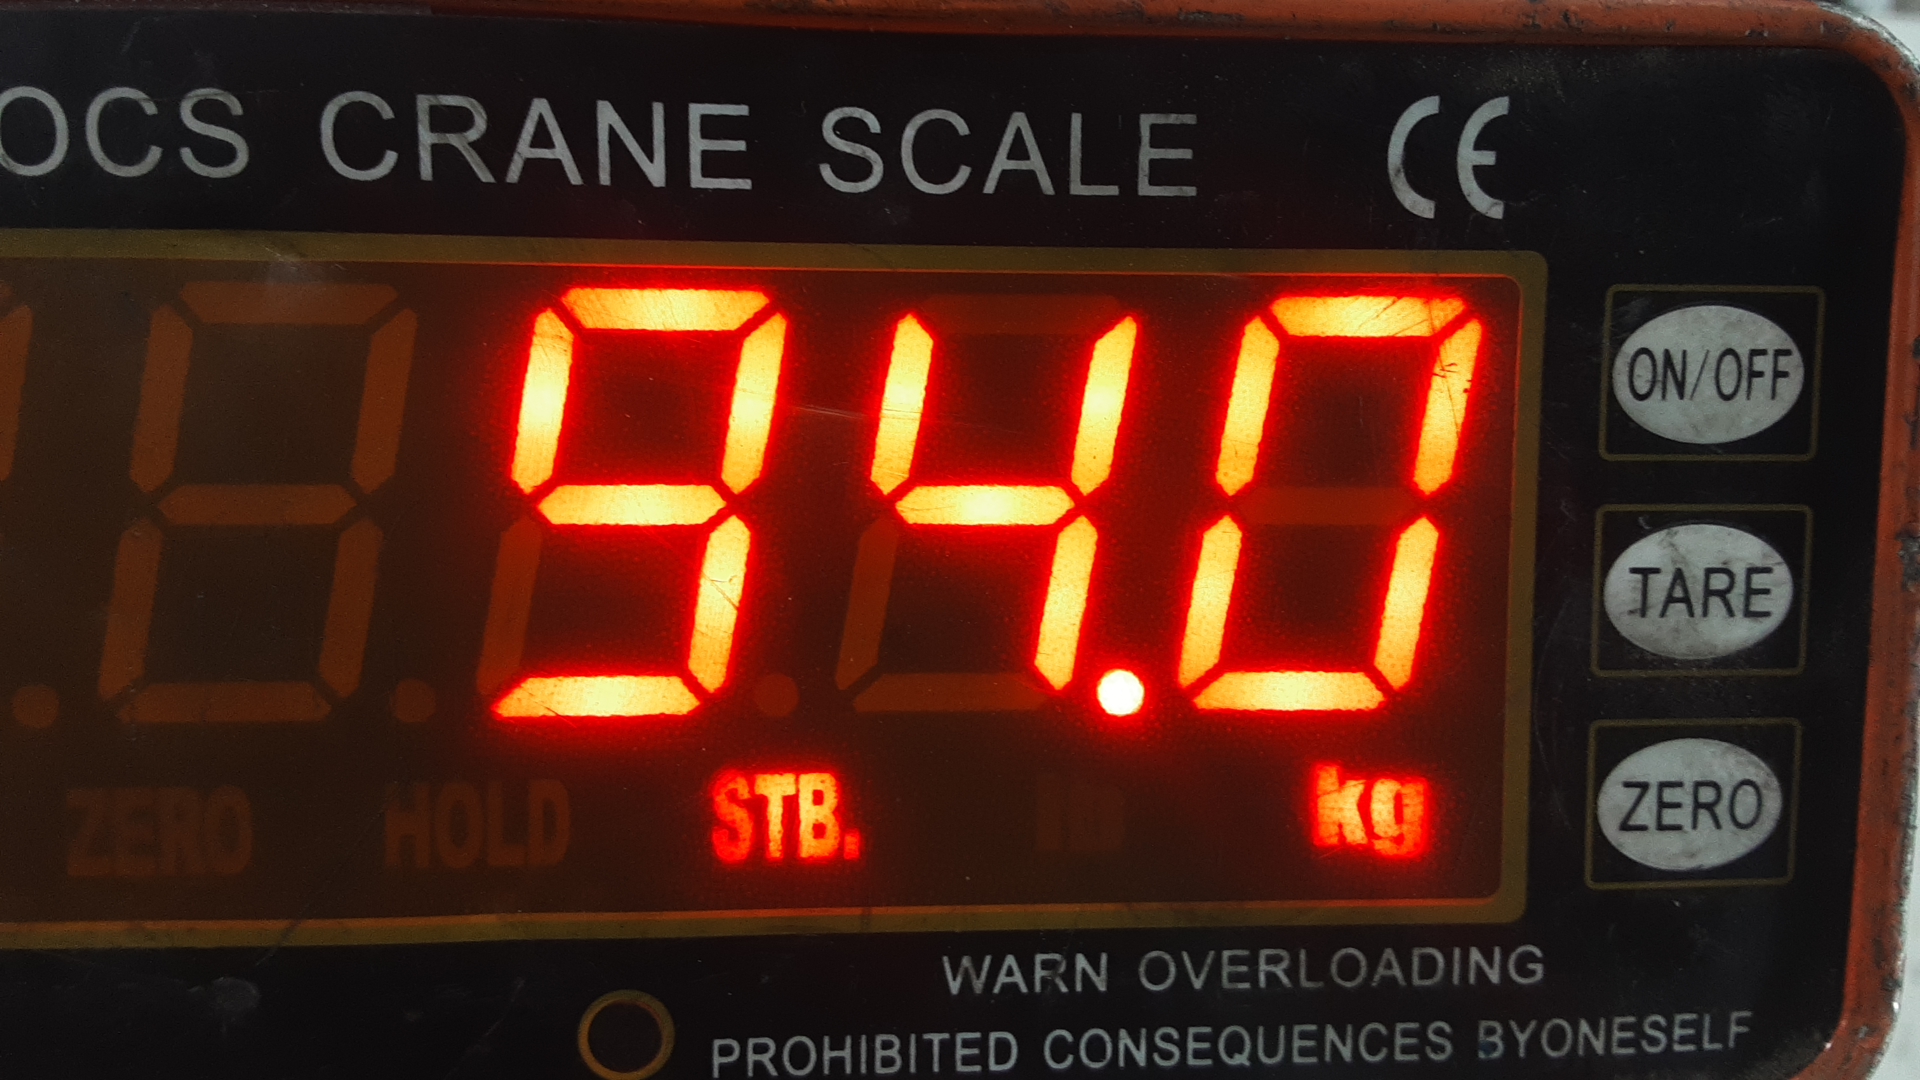 OCS CRANE SCALE CE
94.0
ZERO HOLD STB. lb kg
ON/OFF
TARE
ZERO
WARN OVERLOADING
PROHIBITED CONSEQUENCES BYONESELF